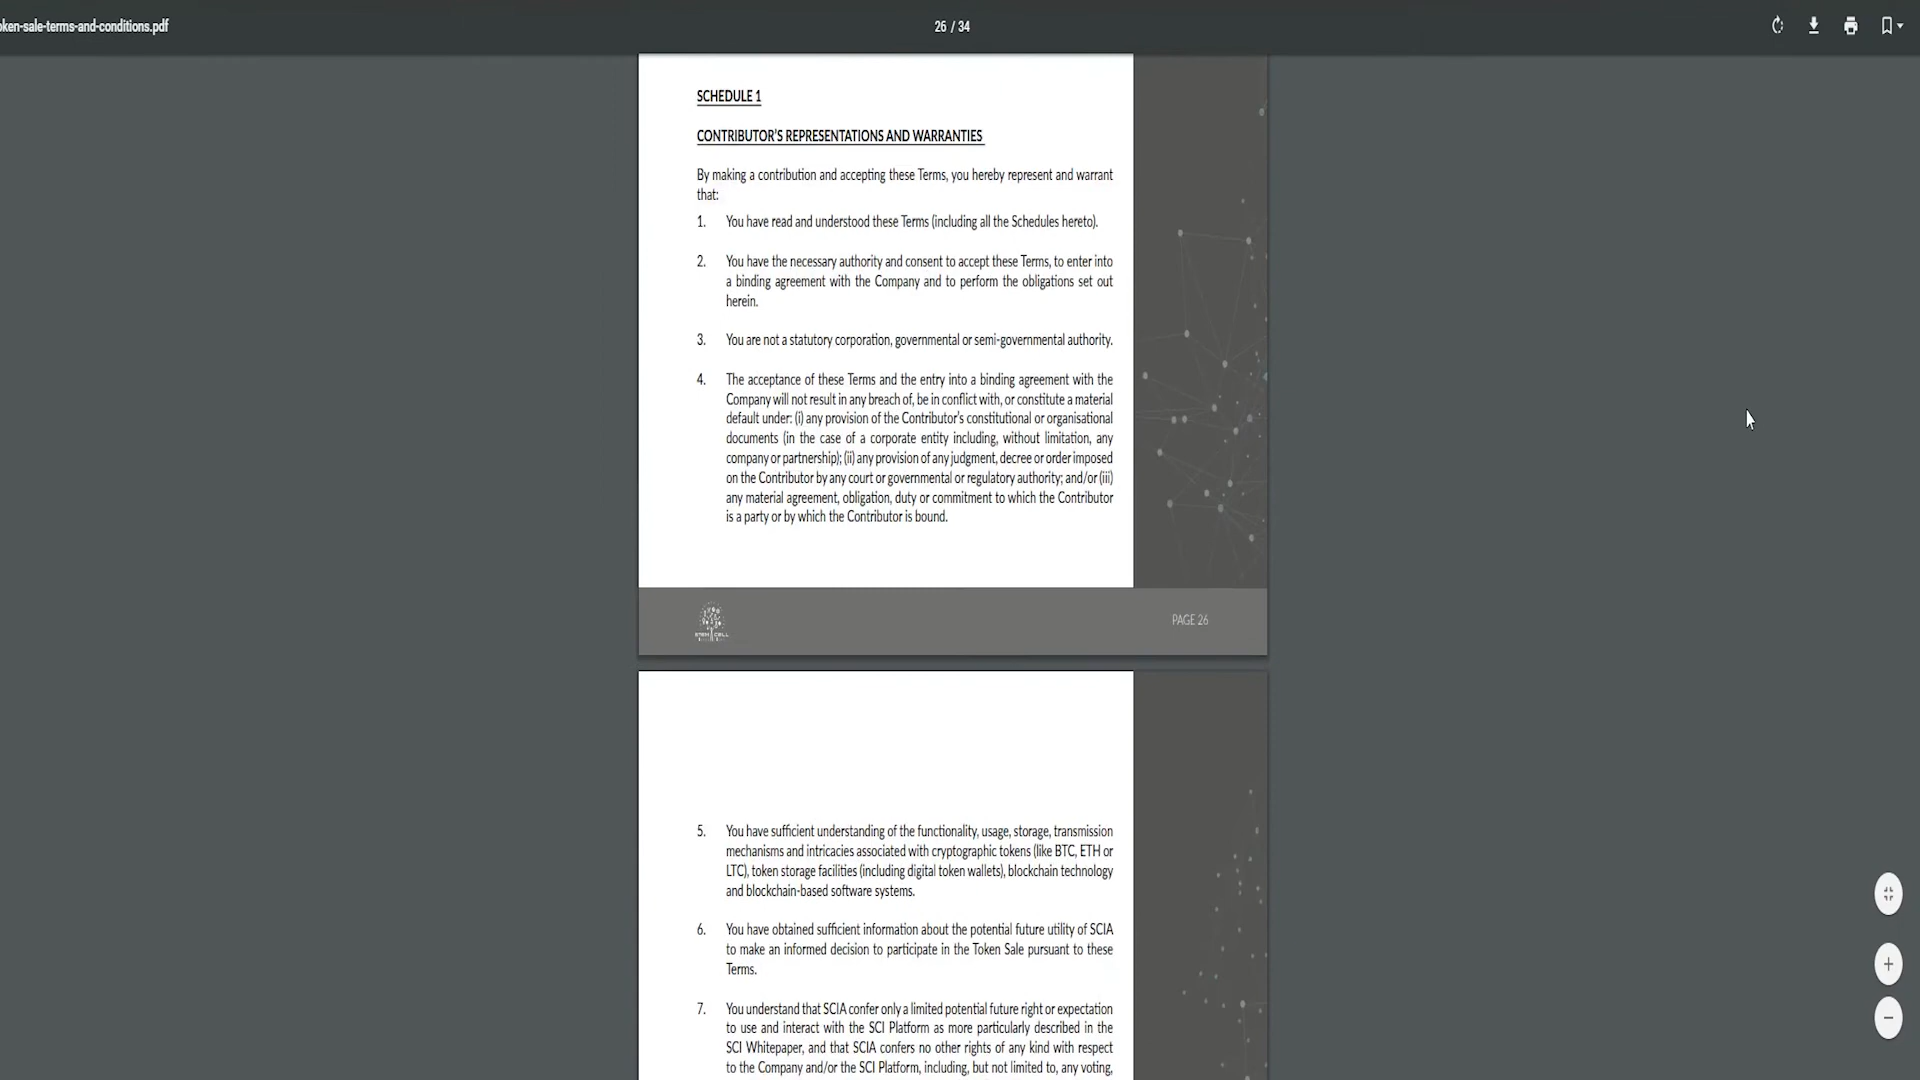 oken-sale-terms-and-conditions.pdf
26 / 34
SCHEDULE 1
CONTRIBUTOR'S REPRESENTATIONS AND WARRANTIES
By making a contribution and accepting these Terms, you hereby represent and warrant
that:
1. You have read and understood these Terms (including all the Schedules hereto).
2. You have the necessary authority and consent to accept these Terms, to enter into
a binding agreement with the Company and to perform the obligations set out
herein.
3. You are not a statutory corporation, governmental or semi-governmental authority.
4. The acceptance of these Terms and the entry into a binding agreement with the
Company will not result in any breach of, be in conflict with, or constitute a material
default under: (i) any provision of the Contributor's constitutional or organisational
documents (in the case of a corporate entity including, without limitation, any
company or partnership); (ii) any provision of any judgment, decree or order imposed
on the Contributor by any court or governmental or regulatory authority; and/or (iii)
any material agreement, obligation, duty or commitment to which the Contributor
is a party or by which the Contributor is bound.
STEM CELL
PAGE 26
5. You have sufficient understanding of the functionality, usage, storage, transmission
mechanisms and intricacies associated with cryptographic tokens (like BTC, ETH or
LTC), token storage facilities (including digital token wallets), blockchain technology
and blockchain-based software systems.
6. You have obtained sufficient information about the potential future utility of SCIA
to make an informed decision to participate in the Token Sale pursuant to these
Terms.
7. You understand that SCIA confer only a limited potential future right or expectation
to use and interact with the SCI Platform as more particularly described in the
SCI Whitepaper, and that SCIA confers no other rights of any kind with respect
to the Company and/or the SCI Platform, including, but not limited to, any voting,